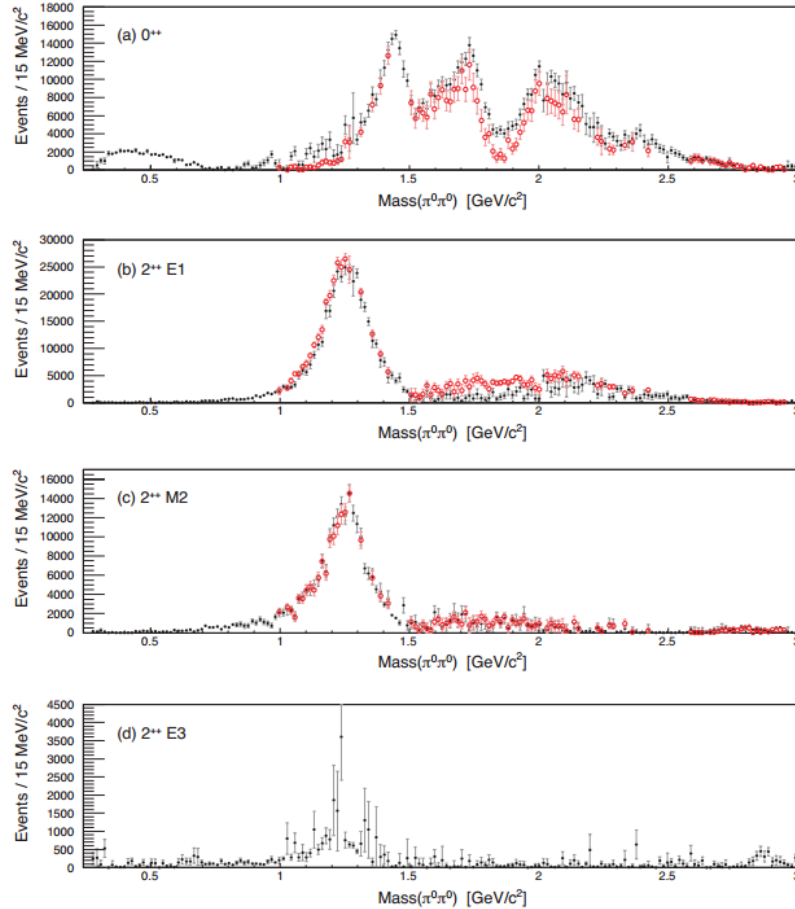 18000
16000
14000
12000
10000
8000
6000
4000
2000
0
Events / 15 MeV/c²
(a) 0⁺⁺
0.5 1 1.5 2 2.5 3
Mass(π⁰π⁰) [GeV/c²]
30000
25000
20000
15000
10000
5000
0
Events / 15 MeV/c²
(b) 2⁺⁺ E1
0.5 1 1.5 2 2.5 3
Mass(π⁰π⁰) [GeV/c²]
16000
14000
12000
10000
8000
6000
4000
2000
0
Events / 15 MeV/c²
(c) 2⁺⁺ M2
0.5 1 1.5 2 2.5 3
Mass(π⁰π⁰) [GeV/c²]
4500
4000
3500
3000
2500
2000
1500
1000
500
0
Events / 15 MeV/c²
(d) 2⁺⁺ E3
0.5 1 1.5 2 2.5 3
Mass(π⁰π⁰) [GeV/c²]